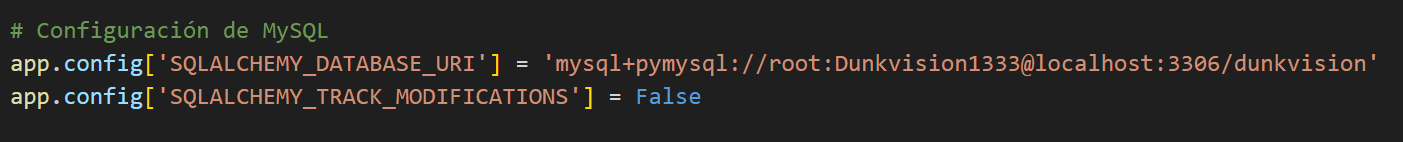 # Configuración de MySQL
app.config['SQLALCHEMY_DATABASE_URI'] = 'mysql+pymysql://root:Dunkvision1333@localhost:3306/dunkvision'
app.config['SQLALCHEMY_TRACK_MODIFICATIONS'] = False